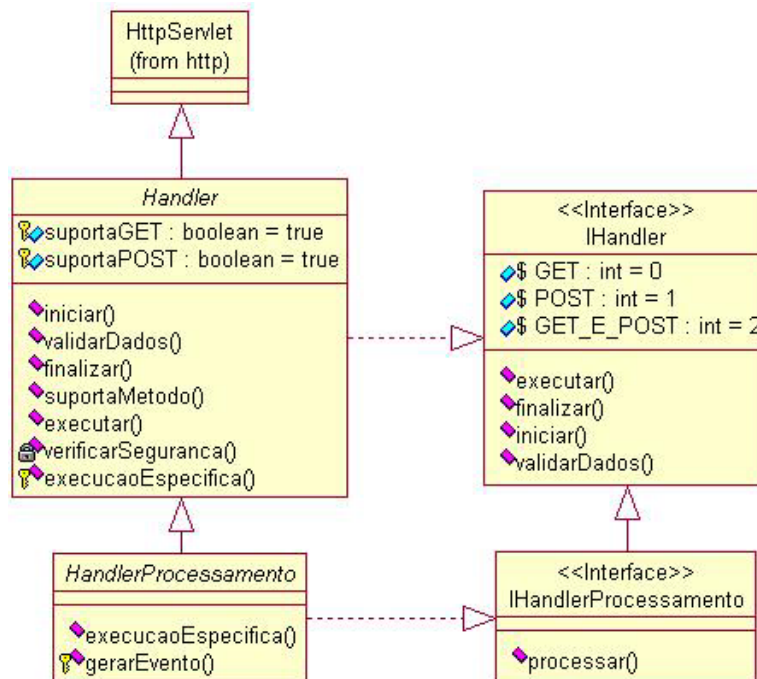 HttpServlet
(from http)
Handler
suportaGET : boolean = true
suportaPOST : boolean = true
iniciar()
validarDados()
finalizar()
suportaMetodo()
executar()
verificarSeguranca()
execucaoEspecifica()
<<Interface>>
IHandler
$ GET : int = 0
$ POST : int = 1
$ GET_E_POST : int = 2
executar()
finalizar()
iniciar()
validarDados()
HandlerProcessamento
execucaoEspecifica()
gerarEvento()
<<Interface>>
IHandlerProcessamento
processar()